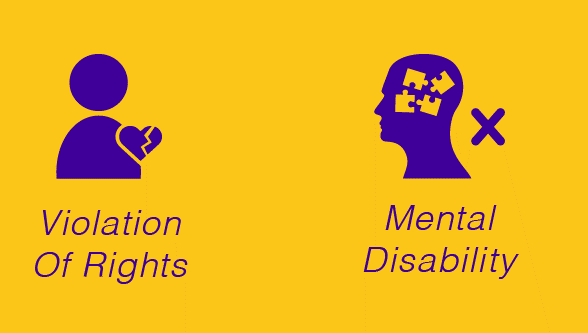 Violation
Of Rights
Mental
Disability